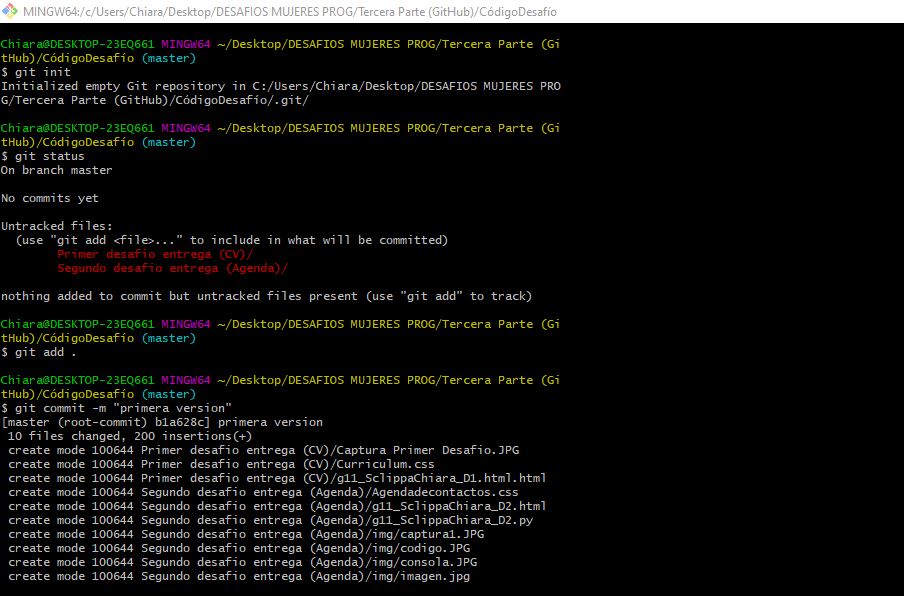 MINGW64:/c/Users/Chiara/Desktop/DESAFIOS MUJERES PROG/Tercera Parte (GitHub)/CódigoDesafío
Chiara@DESKTOP-23EQ661 MINGW64 ~/Desktop/DESAFIOS MUJERES PROG/Tercera Parte (Gi
tHub)/CódigoDesafío (master)
$ git init
Initialized empty Git repository in C:/Users/Chiara/Desktop/DESAFIOS MUJERES PRO
G/Tercera Parte (GitHub)/CódigoDesafío/.git/
Chiara@DESKTOP-23EQ661 MINGW64 ~/Desktop/DESAFIOS MUJERES PROG/Tercera Parte (Gi
tHub)/CódigoDesafío (master)
$ git status
On branch master
No commits yet
Untracked files:
  (use "git add <file>..." to include in what will be committed)
        Primer desafio entrega (CV)/
        Segundo desafio entrega (Agenda)/
nothing added to commit but untracked files present (use "git add" to track)
Chiara@DESKTOP-23EQ661 MINGW64 ~/Desktop/DESAFIOS MUJERES PROG/Tercera Parte (Gi
tHub)/CódigoDesafío (master)
$ git add .
Chiara@DESKTOP-23EQ661 MINGW64 ~/Desktop/DESAFIOS MUJERES PROG/Tercera Parte (Gi
tHub)/CódigoDesafío (master)
$ git commit -m "primera version"
[master (root-commit) b1a628c] primera version
 10 files changed, 200 insertions(+)
 create mode 100644 Primer desafio entrega (CV)/Captura Primer Desafio.JPG
 create mode 100644 Primer desafio entrega (CV)/Curriculum.css
 create mode 100644 Primer desafio entrega (CV)/g11_SclippaChiara_D1.html.html
 create mode 100644 Segundo desafio entrega (Agenda)/Agendadecontactos.css
 create mode 100644 Segundo desafio entrega (Agenda)/g11_SclippaChiara_D2.html
 create mode 100644 Segundo desafio entrega (Agenda)/g11_SclippaChiara_D2.py
 create mode 100644 Segundo desafio entrega (Agenda)/img/captura1.JPG
 create mode 100644 Segundo desafio entrega (Agenda)/img/codigo.JPG
 create mode 100644 Segundo desafio entrega (Agenda)/img/consola.JPG
 create mode 100644 Segundo desafio entrega (Agenda)/img/imagen.jpg